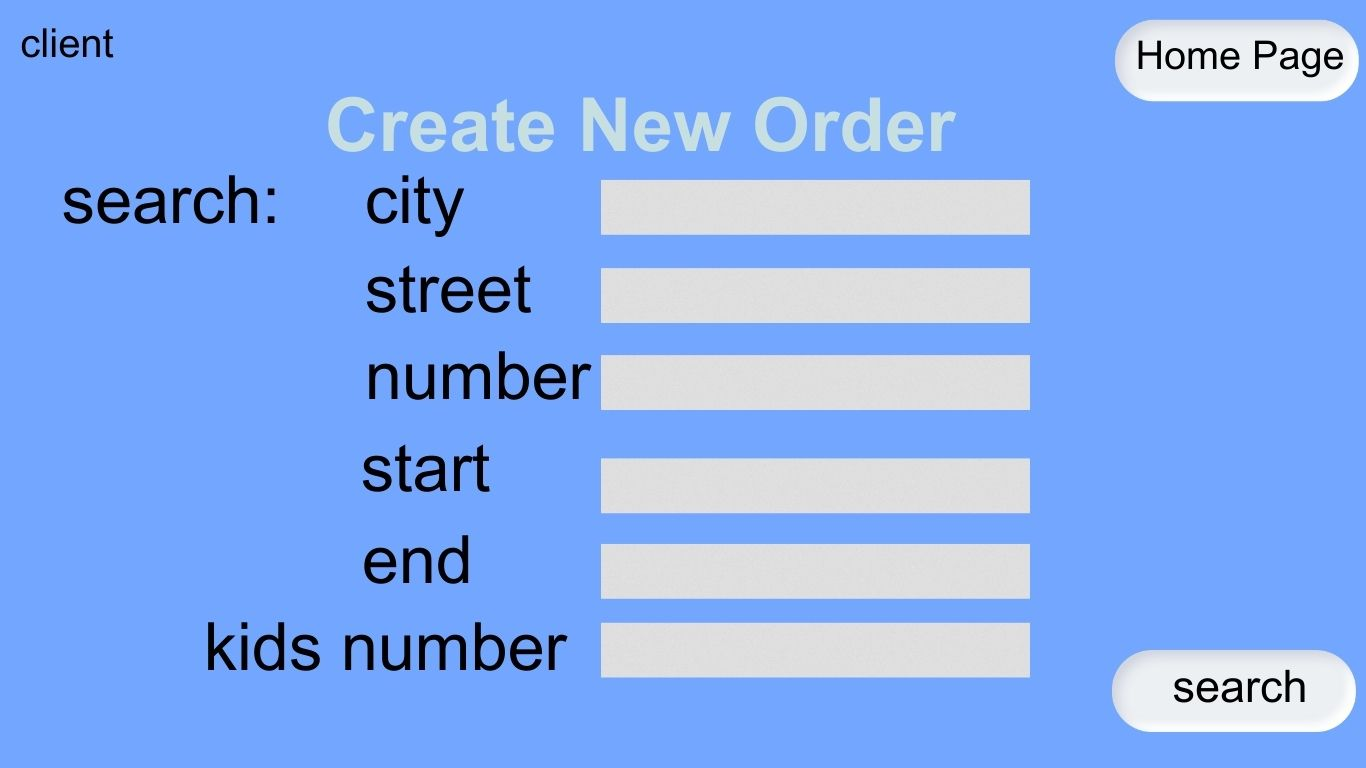 client
Home Page
Create New Order
search: city
street
number
start
end
kids number
search